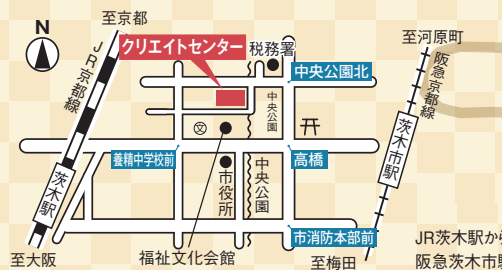 N
至京都
JR京都線
クリエイトセンター
税務署
中央公園北
至河原町
阪急京都線
中央公園
文
茨木市駅
養精中学校前
高橋
市役所
中央公園
茨木駅
市消防本部前
至大阪
福祉文化会館
至梅田
JR茨木駅か
阪急茨木市